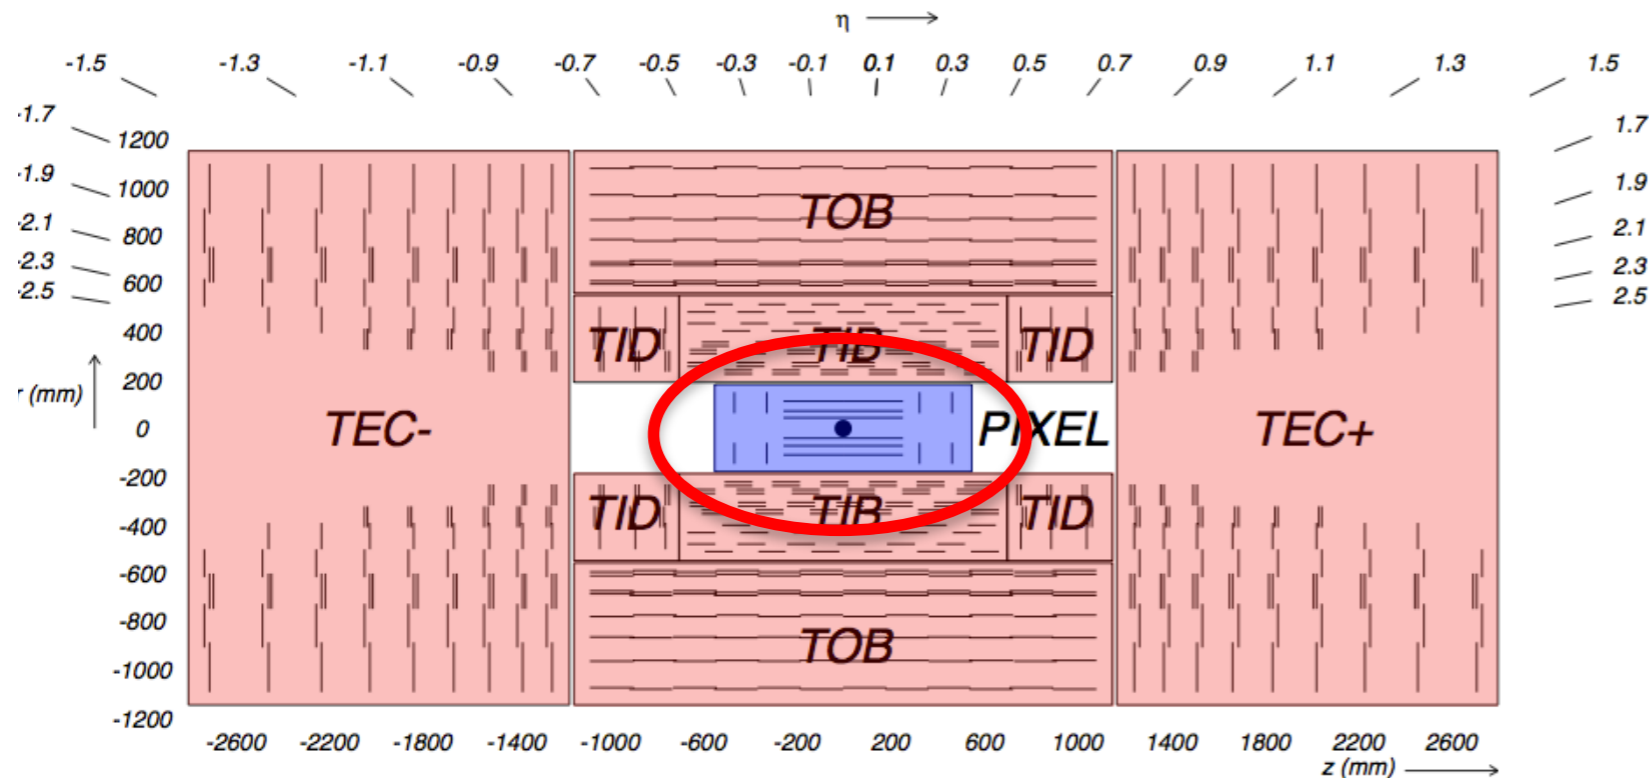 η
-1.5 -1.3 -1.1 -0.9 -0.7 -0.5 -0.3 -0.1 0.1 0.3 0.5 0.7 0.9 1.1 1.3 1.5
-1.7 1.7
1200
-1.9 1000 TOB 1.9
-2.1 800 2.1
-2.3 600 2.3
-2.5 2.5
400 TID TIB TID
200
r (mm) 0 TEC- PIXEL TEC+
-200
-400 TID TIB TID
-600
-800 TOB
-1000
-1200
-2600 -2200 -1800 -1400 -1000 -600 -200 200 600 1000 1400 1800 2200 2600
z (mm)